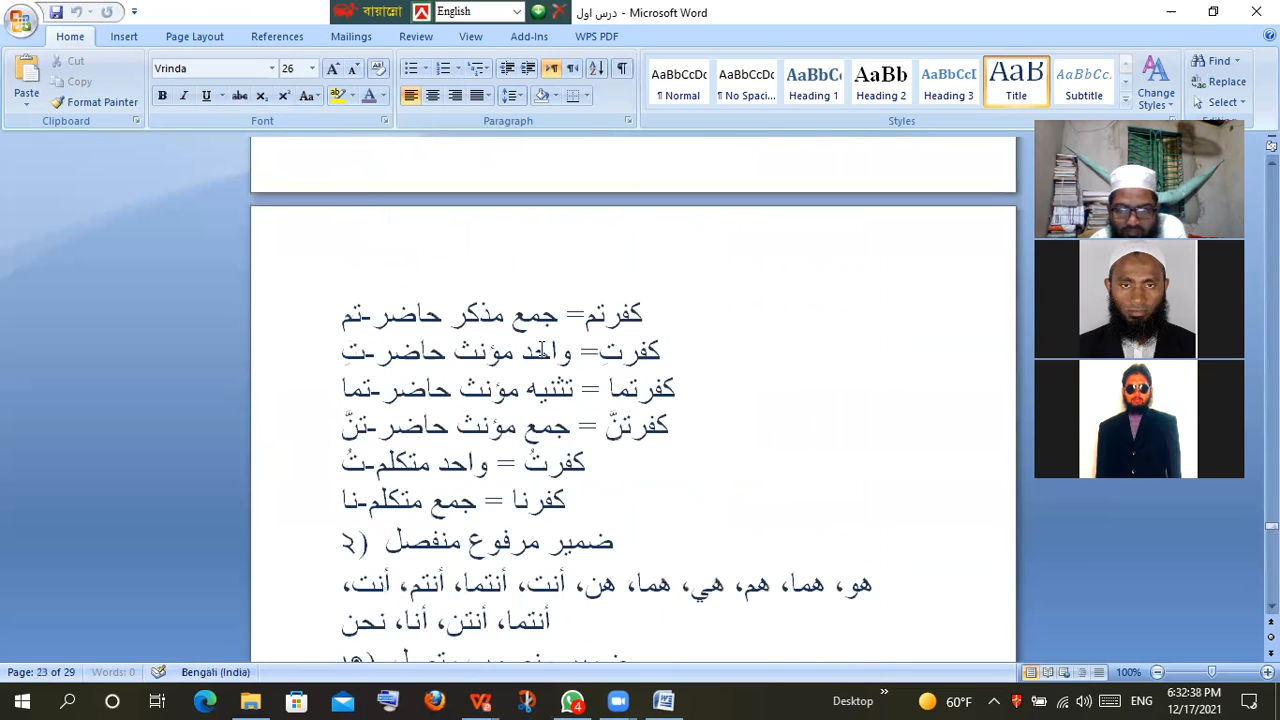 বায়ান্নো English درس اول - Microsoft Word
Home Insert Page Layout References Mailings Review View Add-Ins WPS PDF
Paste Cut Copy Format Painter Clipboard
Vrinda 26 Font
Paragraph
AaBbCcDc ¶ Normal AaBbCcDc ¶ No Spaci... AaBbC Heading 1 AaBb Heading 2 AaBbCcI Heading 3 AaB Title AaBbCc. Subtitle Change Styles Styles
Find Replace Select
كفرتم= جمع مذكر حاضر-تم
كفرتِ= واحد مؤنث حاضر-تِ
كفرتما = تثنيه مؤنث حاضر-تما
كفرتنَّ = جمع مؤنث حاضر-تنَّ
كفرتُ = واحد متكلم-تُ
كفرنا = جمع متكلم-نا
٢) ضمير مرفوع منفصل
هو، هما، هم، هي، هما، هن، أنت، أنتما، أنتم، أنت،
أنتما، أنتن، أنا، نحن
Page: 23 of 29 Words: 0 Bengali (India) 100%
4 Desktop 60°F ENG 6:32:38 PM 12/17/2021